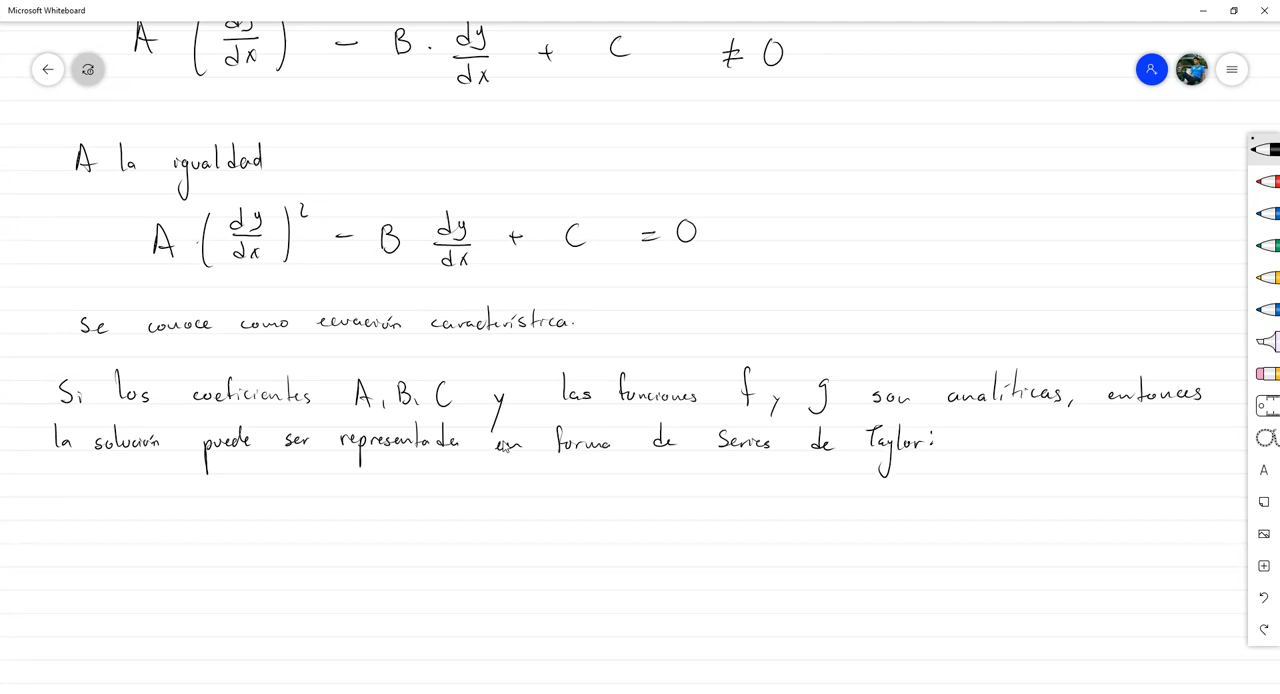 Microsoft Whiteboard
A (dy/dx) - B · dy/dx + C ≠ 0
A la igualdad
A · (dy/dx)² - B dy/dx + C = 0
se conoce como ecuación característica.
Si los coeficientes A, B, C y las funciones f y g son analíticas, entonces
la solución puede ser representada en forma de Series de Taylor:
A